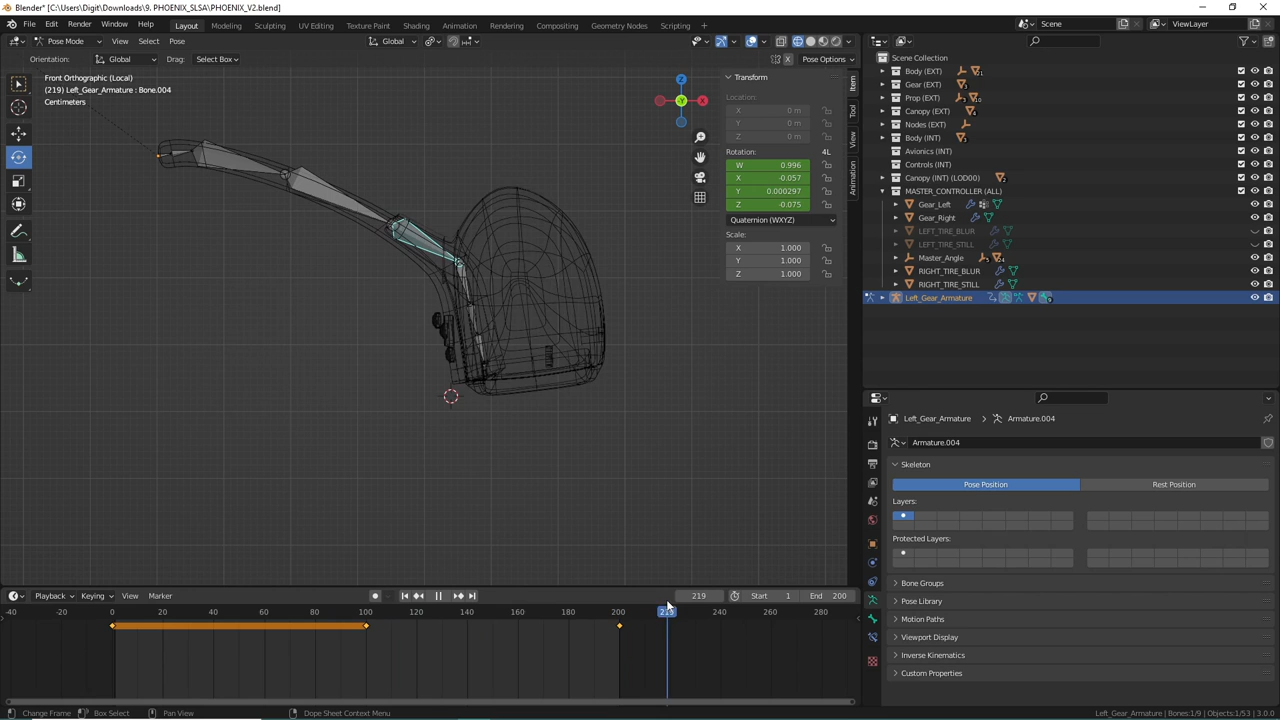 Blender* [C:\Users\Digit\Downloads\9. PHOENIX_SLSA\PHOENIX_V2.blend]
File Edit Render Window Help Layout Modeling Sculpting UV Editing Texture Paint Shading Animation Rendering Compositing Geometry Nodes Scripting + Scene ViewLayer
Pose Mode View Select Pose Global
Orientation: Global Drag: Select Box X Pose Options
Front Orthographic (Local)
(219) Left_Gear_Armature : Bone.004
Centimeters
Z
-Y
X
Item
Tool
View
Animation
Transform
Location:
X 0 m
Y 0 m
Z 0 m
Rotation: 4L
W 0.996
X -0.057
Y 0.000297
Z -0.075
Quaternion (WXYZ)
Scale:
X 1.000
Y 1.000
Z 1.000
Scene Collection
Body (EXT)
Gear (EXT)
Prop (EXT)
Canopy (EXT)
Nodes (EXT)
Body (INT)
Avionics (INT)
Controls (INT)
Canopy (INT) (LOD00)
MASTER_CONTROLLER (ALL)
Gear_Left
Gear_Right
LEFT_TIRE_BLUR
LEFT_TIRE_STILL
Master_Angle
RIGHT_TIRE_BLUR
RIGHT_TIRE_STILL
Left_Gear_Armature
Left_Gear_Armature > Armature.004
Armature.004
Skeleton
Pose Position Rest Position
Layers:
Protected Layers:
Bone Groups
Pose Library
Motion Paths
Viewport Display
Inverse Kinematics
Custom Properties
Playback Keying View Marker 219 Start 1 End 200
-40 -20 0 20 40 60 80 100 120 140 160 180 200 219 240 260 280
Change Frame Box Select Pan View Dope Sheet Context Menu Left_Gear_Armature | Bones:1/9 | Objects:1/53 | 3.0.0